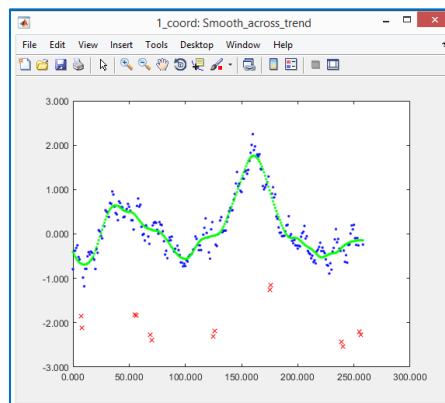 1_coord: Smooth_across_trend
File Edit View Insert Tools Desktop Window Help
3.000
2.000
1.000
0.000
-1.000
-2.000
-3.000
0.000 50.000 100.000 150.000 200.000 250.000 300.000